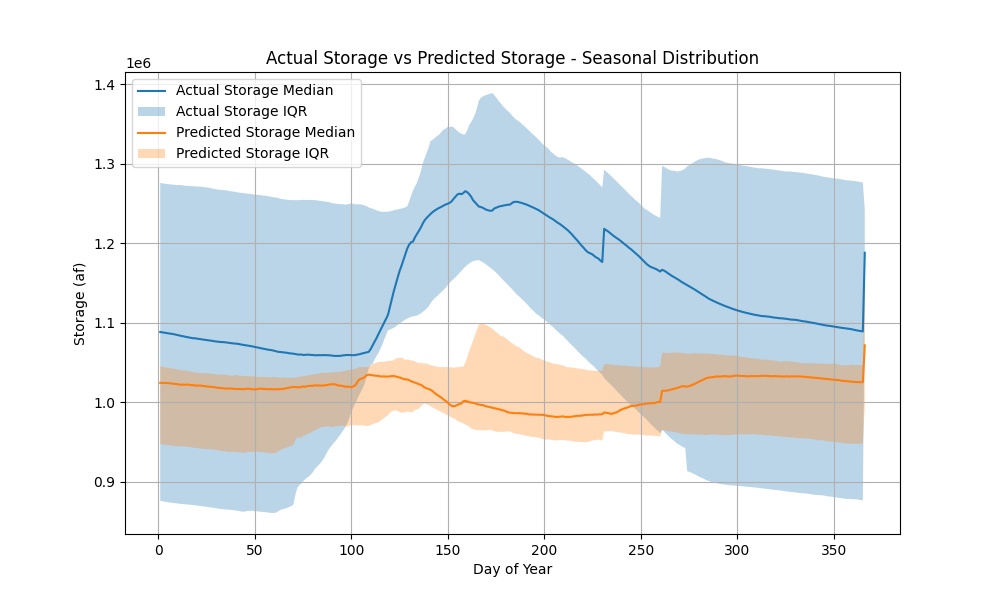 Actual Storage vs Predicted Storage - Seasonal Distribution
1e6
1.4
1.3
1.2
1.1
1.0
0.9
Storage (af)
Actual Storage Median
Actual Storage IQR
Predicted Storage Median
Predicted Storage IQR
0 50 100 150 200 250 300 350
Day of Year